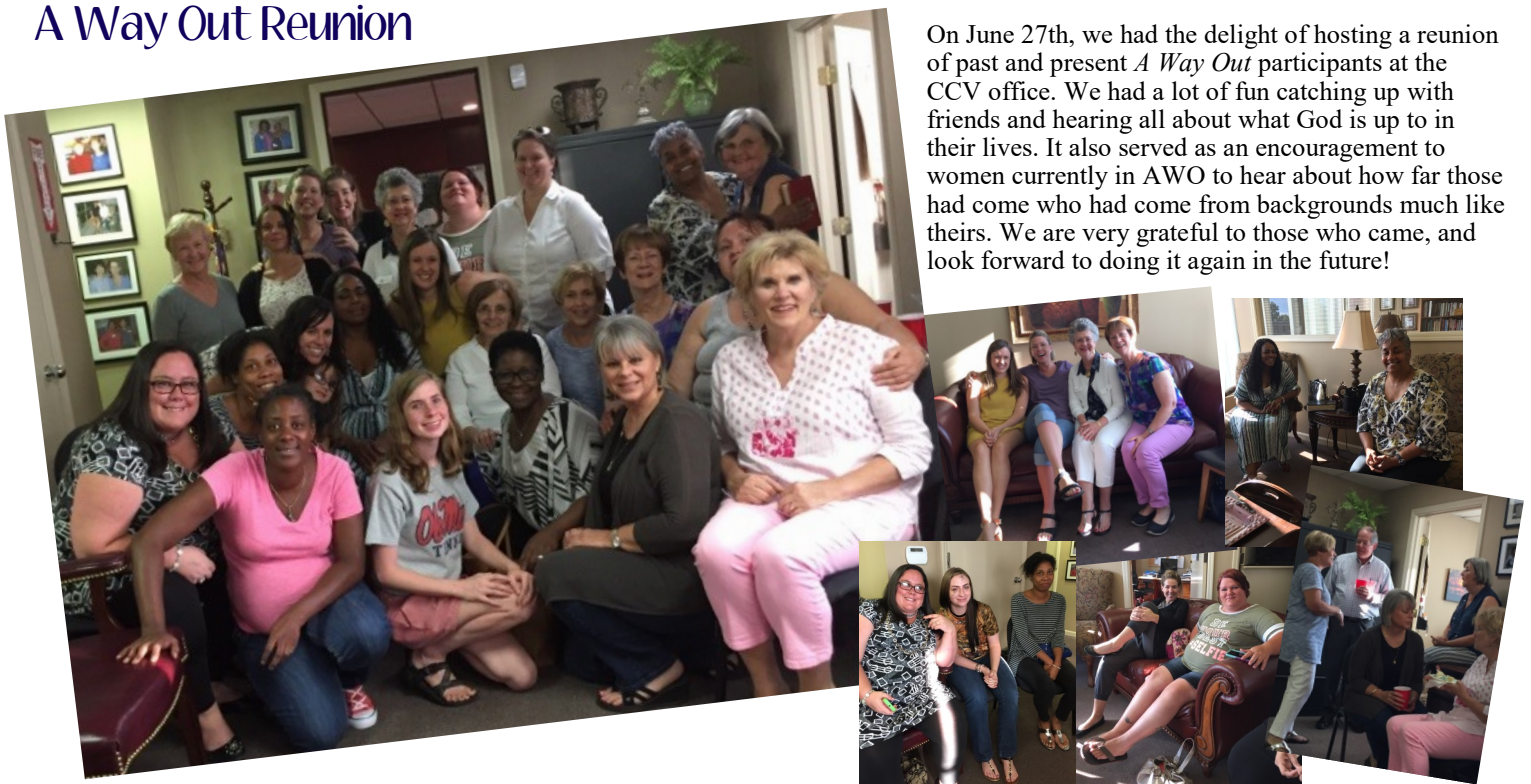 A Way Out Reunion
On June 27th, we had the delight of hosting a reunion
of past and present A Way Out participants at the
CCV office. We had a lot of fun catching up with
friends and hearing all about what God is up to in
their lives. It also served as an encouragement to
women currently in AWO to hear about how far those
had come who had come from backgrounds much like
theirs. We are very grateful to those who came, and
look forward to doing it again in the future!
Ole Miss
TENNIS
SELFIE